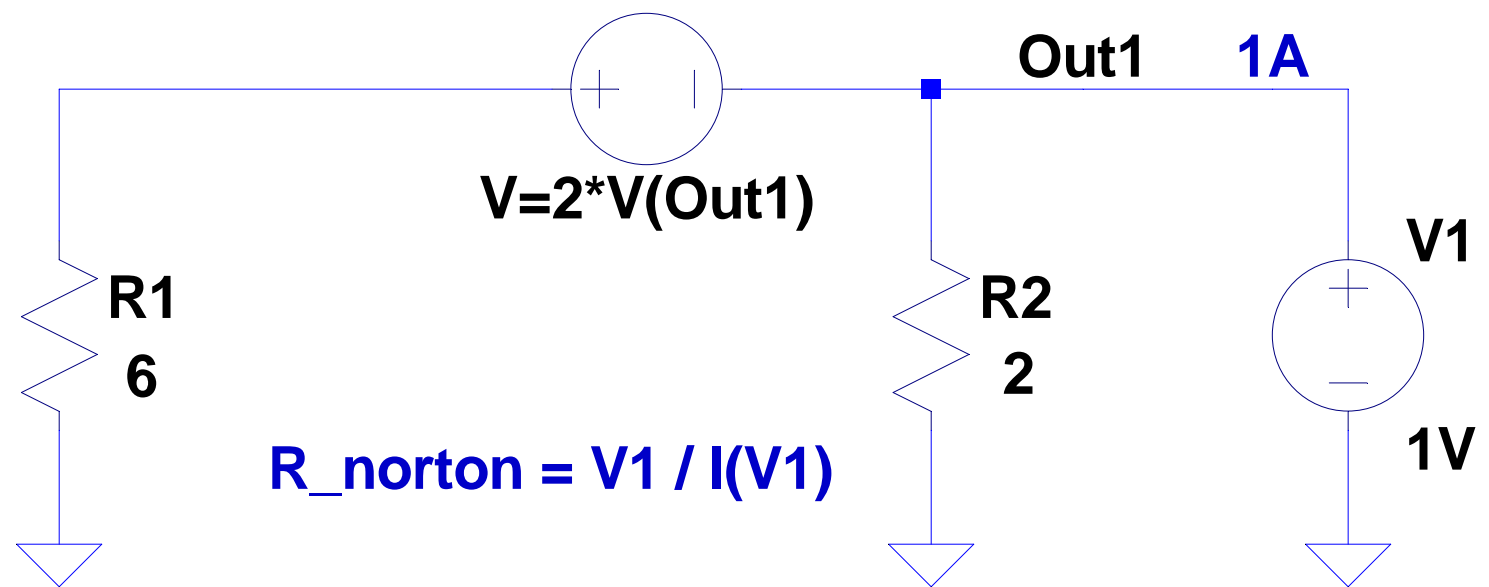 Out1 1A
V=2*V(Out1)
V1
R1
R2
6
2
R_norton = V1 / I(V1)
1V